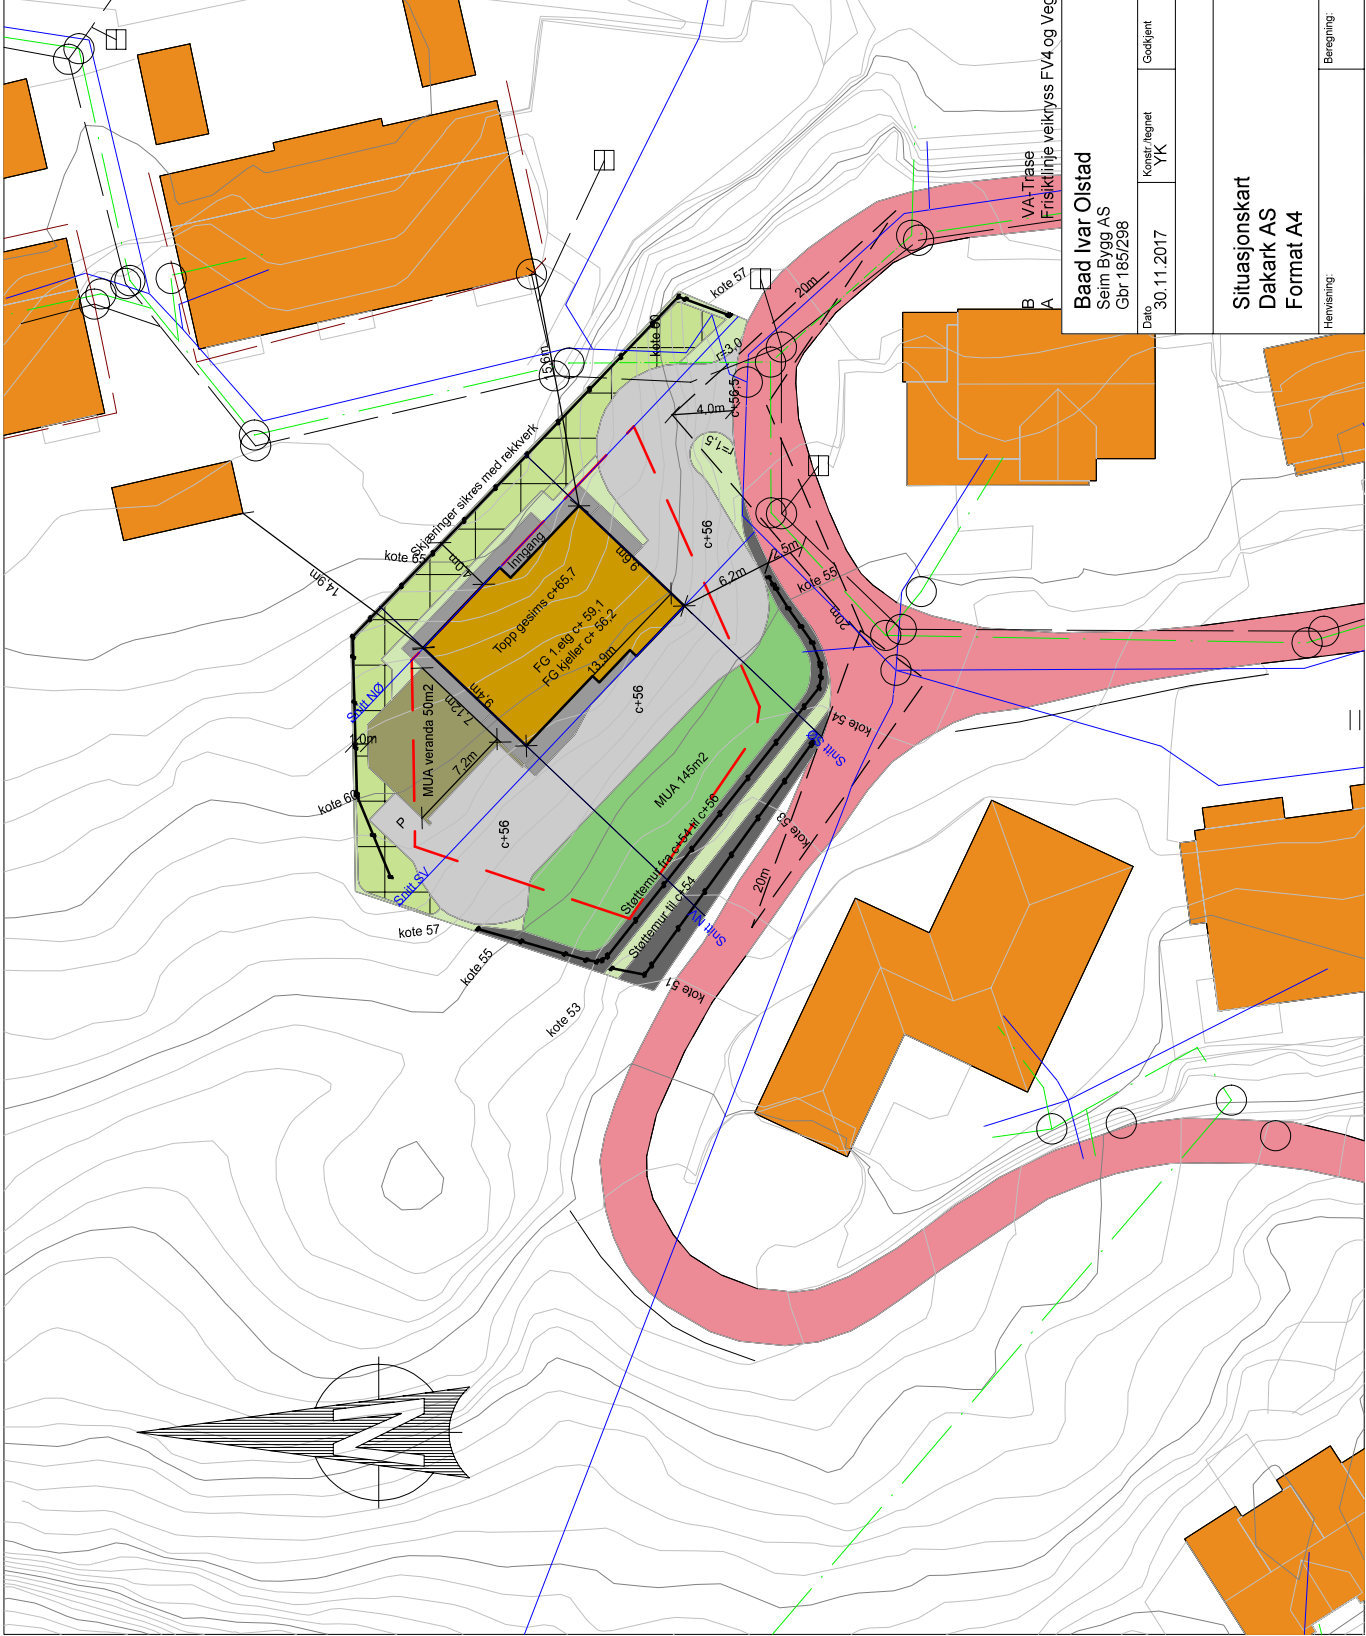 Skjæringer sikres med rekkverk
kote 65
kote 60
kote 57
15,6m
14,9m
4,0m
Inngang
Topp gesims c+65,7
FG 1.etg c+ 59,1
FG kjeller c+ 56,2
13,9m
9,6m
9,4m
7,12m
7,2m
MUA veranda 50m2
1,0m
Snitt NØ
kote 60
P
c+56
Snitt SV
kote 57
kote 55
kote 53
c+56
c+56
r=3,0
c+56,5
4,0m
r=1,5
20m
2,5m
6,2m
kote 55
20m
kote 54
Snitt SØ
MUA 145m2
Støttemur fra c+54 til c+56
Støttemur til c+54
kote 53
20m
Snitt NV
kote 51
N
B VA-Trase
A Frisiktlinje veikryss FV4 og Veg
Baad Ivar Olstad
Seim Bygg AS
Gbr 185/298
Dato
30.11.2017
Konstr./tegnet
YK
Godkjent
Situasjonskart
Dakark AS
Format A4
Henvisning:
Beregning: